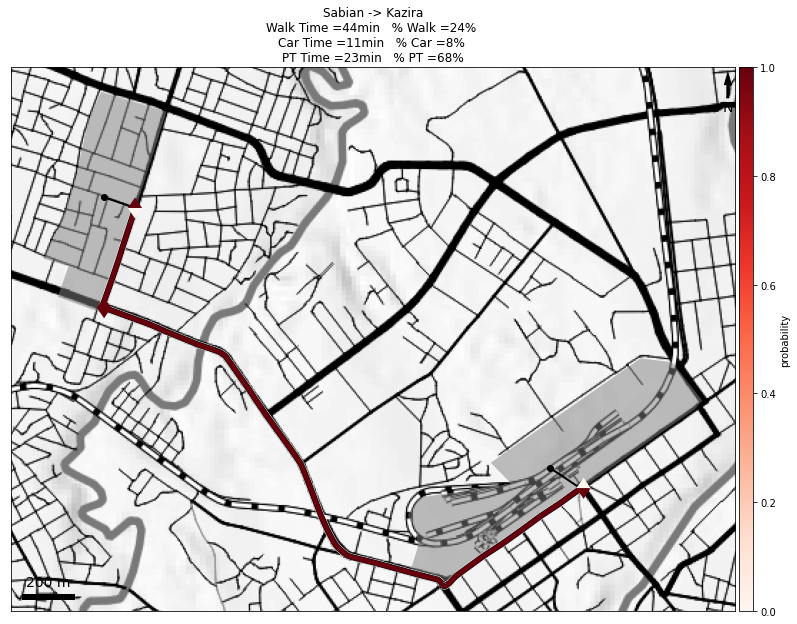 Sabian -> Kazira
Walk Time =44min   % Walk =24%
Car Time =11min   % Car =8%
PT Time =23min   % PT =68%
N
1.0
0.8
0.6
0.4
0.2
0.0
probability
200 m